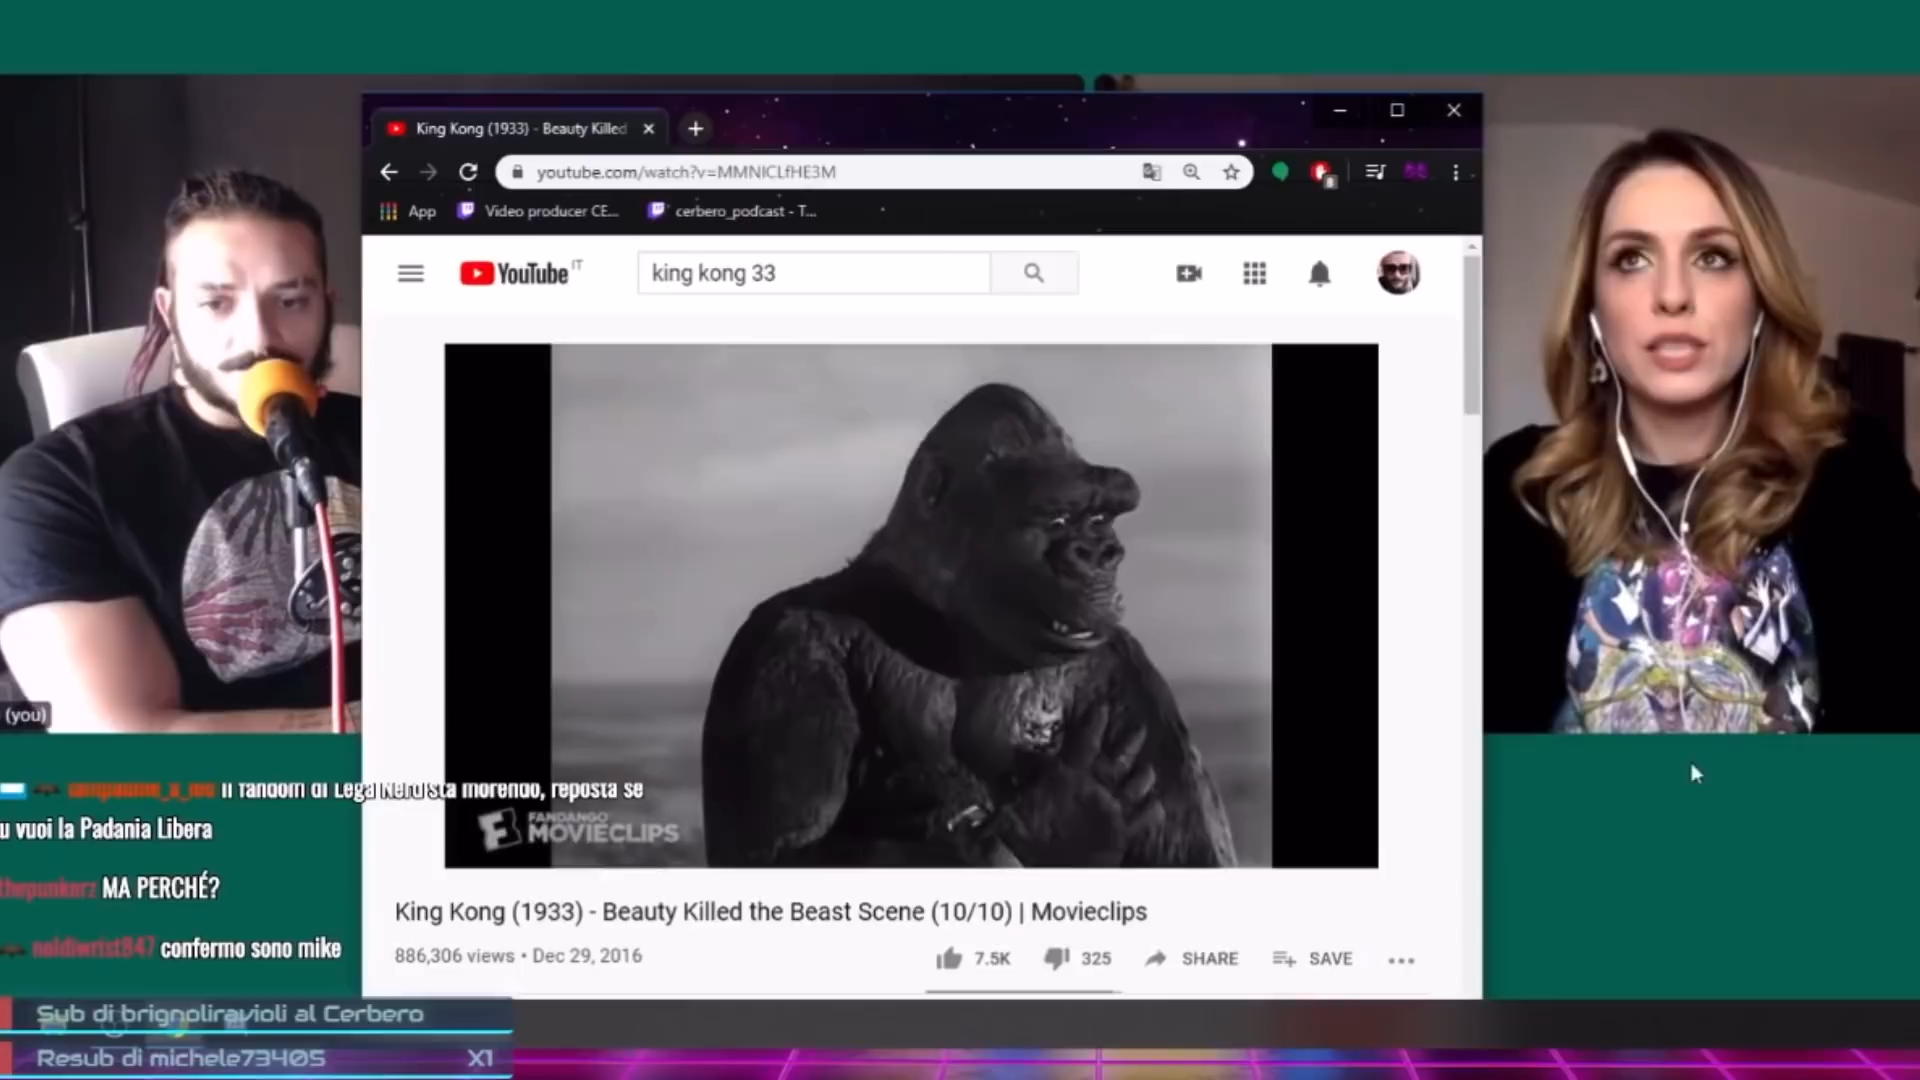 King Kong (1933) - Beauty Killed
youtube.com/watch?v=MMNICLfHE3M
App
Video producer CE...
cerbero_podcast - T...
YouTube IT
king kong 33
(you)
FANDANGO
MOVIECLIPS
King Kong (1933) - Beauty Killed the Beast Scene (10/10) | Movieclips
886,306 views • Dec 29, 2016
7.5K
325
SHARE
SAVE
Il fandom di Lega Nerd sta morendo, reposta se
u vuoi la Padania Libera
thepunkerz MA PERCHÉ?
noldiwrist847 confermo sono mike
Sub di brignoliravioli al Cerbero
Resub di michele73405 X1